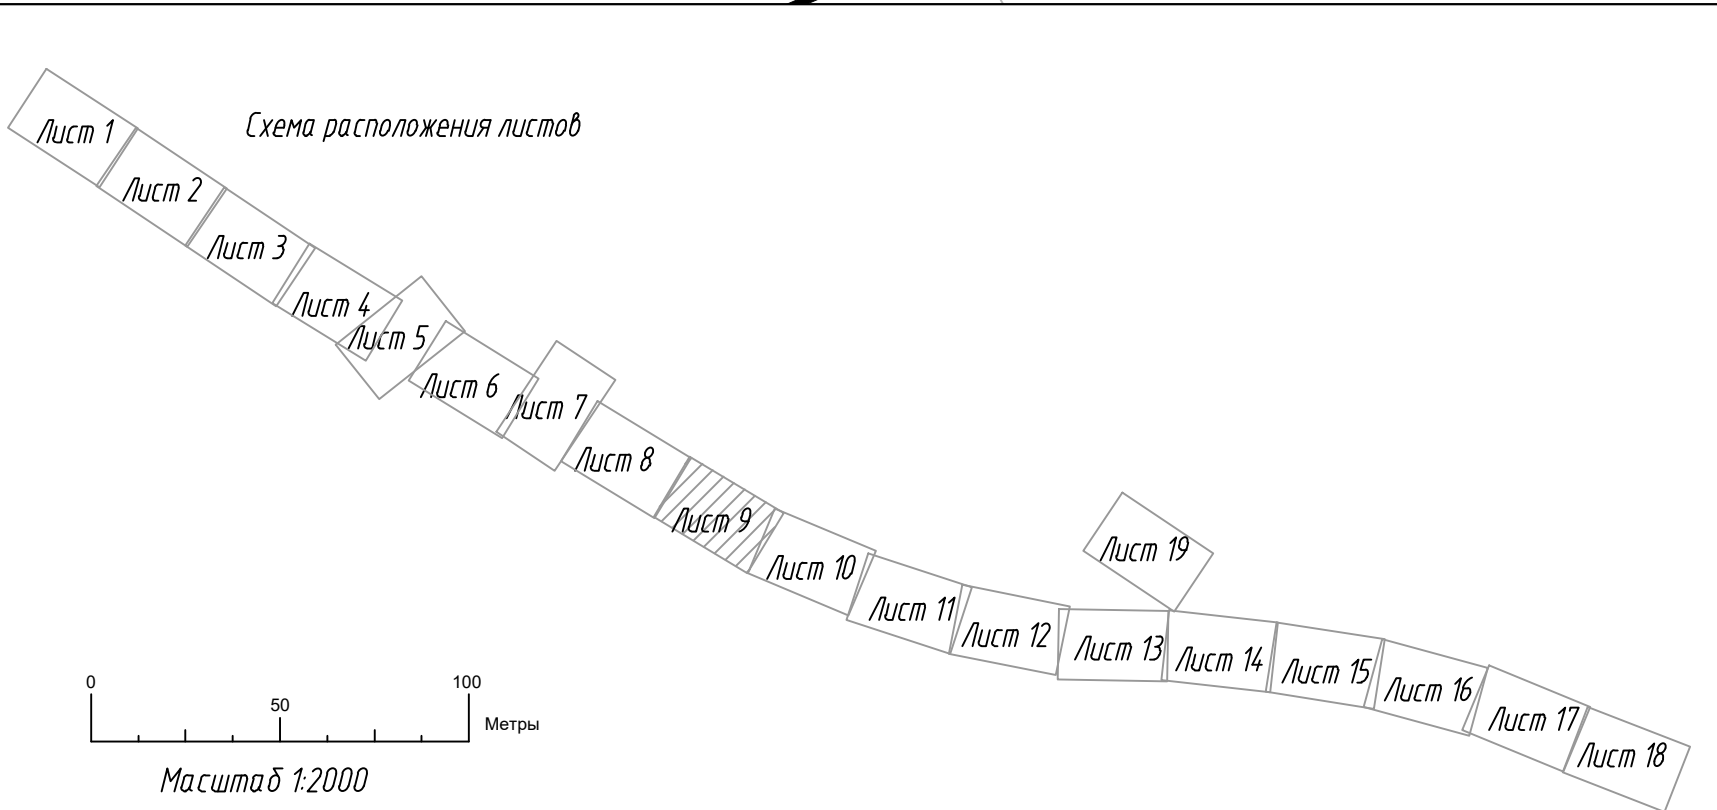 Схема расположения листов
Лист 1
Лист 2
Лист 3
Лист 4
Лист 5
Лист 6
Лист 7
Лист 8
Лист 9
Лист 10
Лист 11
Лист 12
Лист 13
Лист 14
Лист 15
Лист 16
Лист 17
Лист 18
Лист 19
0 50 100
Метры
Масштаб 1:2000